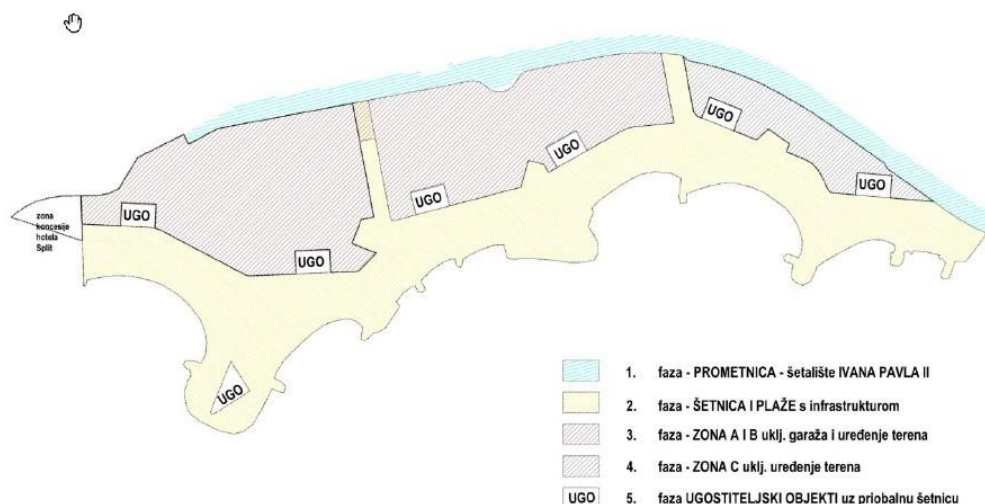 UGO
UGO
UGO
UGO
UGO
zona
koncesije
hotela
Split
UGO
UGO
UGO
1. faza - PROMETNICA - šetalište IVANA PAVLA II
2. faza - ŠETNICA I PLAŽE s infrastrukturom
3. faza - ZONA A I B uklj. garaža i uređenje terena
4. faza - ZONA C uklj. uređenje terena
UGO 5. faza UGOSTITELJSKI OBJEKTI uz priobalnu šetnicu